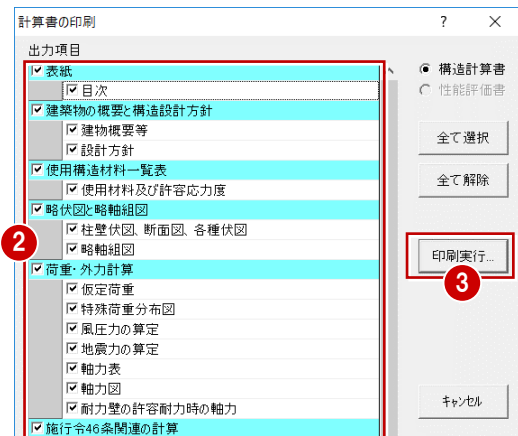 計算書の印刷
出力項目
表紙
目次
建築物の概要と構造設計方針
建物概要等
設計方針
使用構造材料一覧表
使用材料及び許容応力度
略伏図と略軸組図
柱壁伏図、断面図、各種伏図
略軸組図
荷重・外力計算
仮定荷重
特殊荷重分布図
風圧力の算定
地震力の算定
軸力表
軸力図
耐力壁の許容耐力時の軸力
施行令46条関連の計算
2
構造計算書
性能評価書
全て選択
全て解除
印刷実行...
3
キャンセル